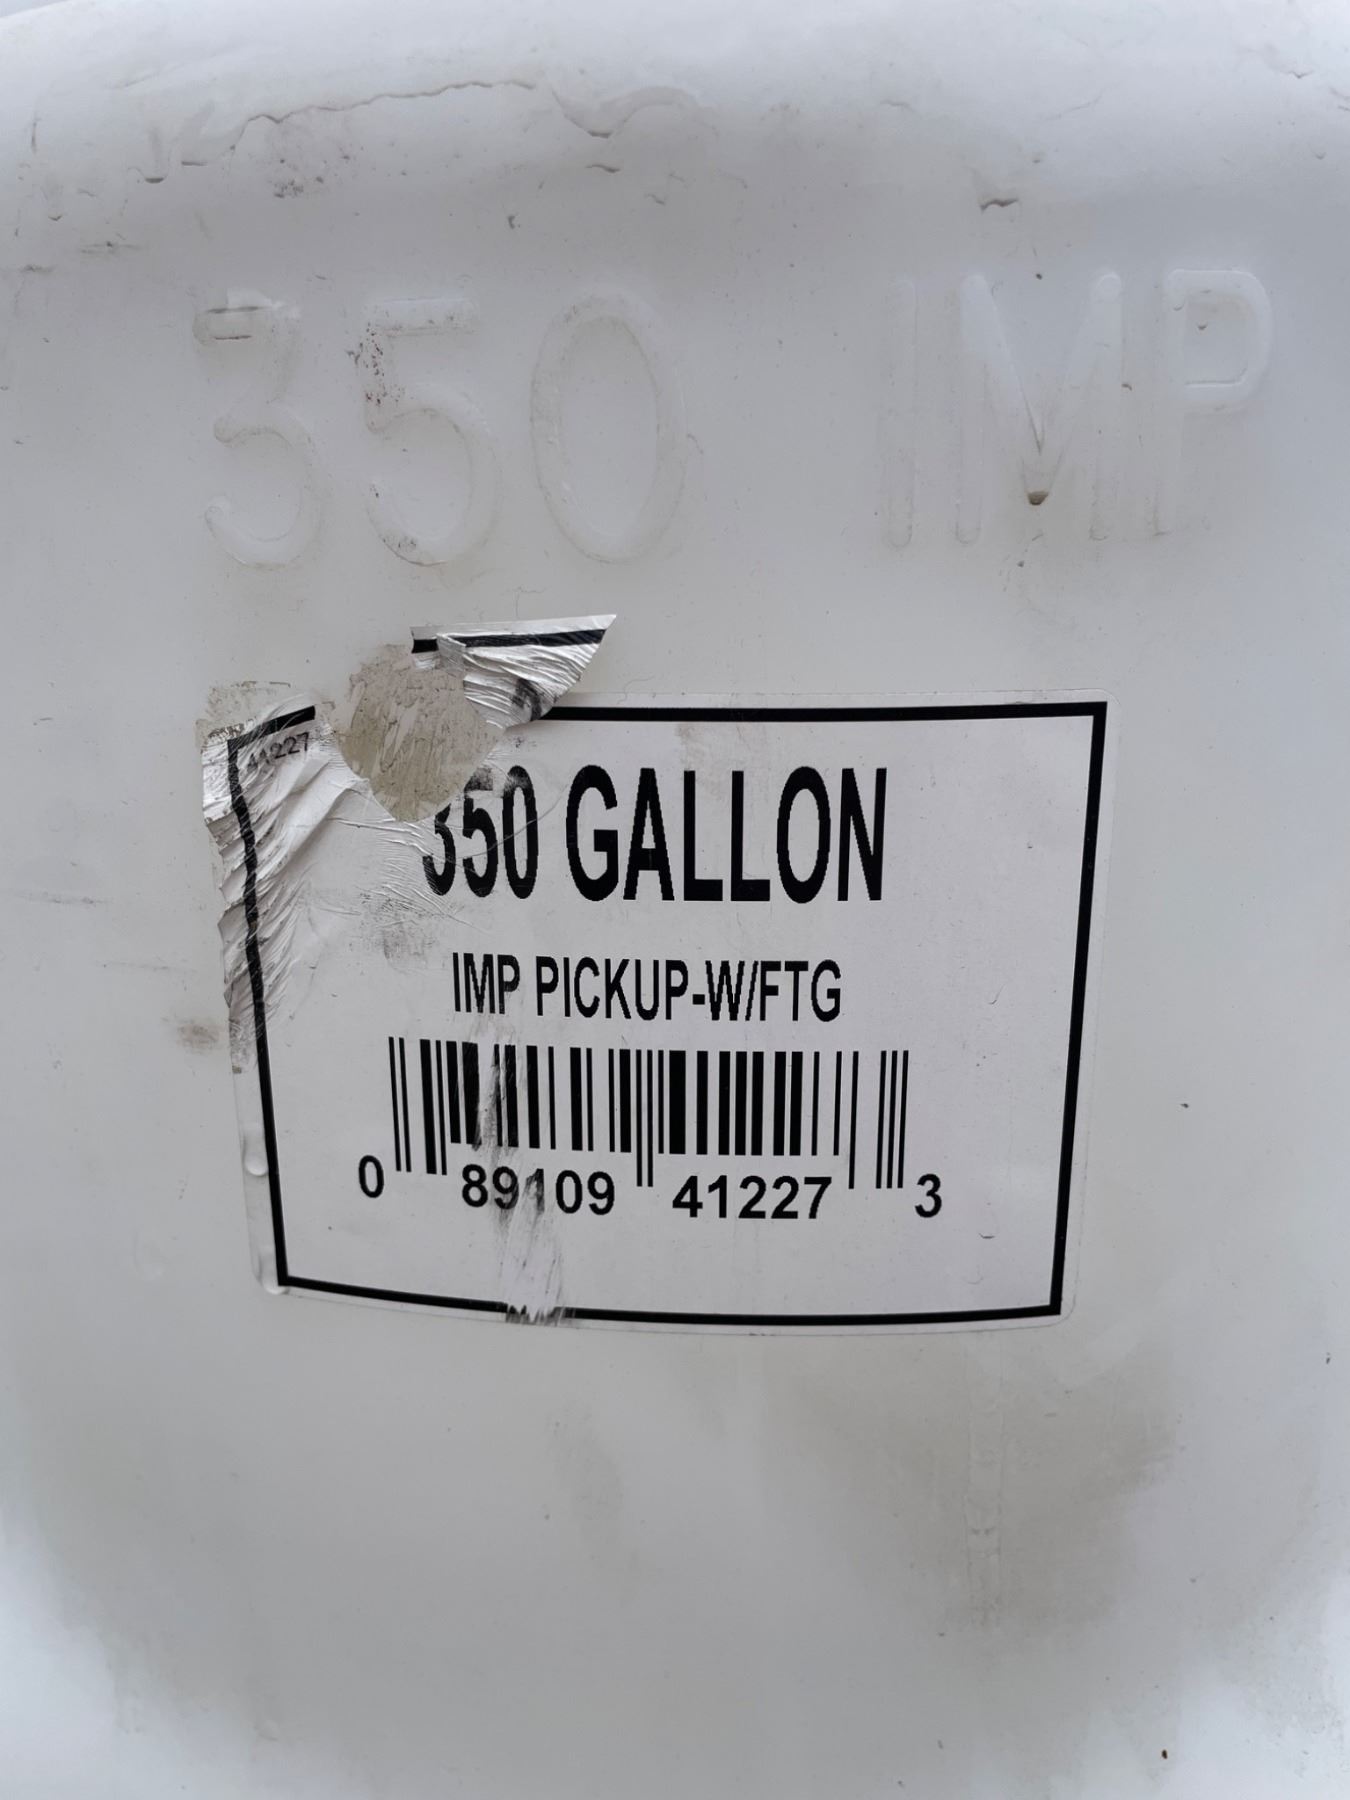 350 IMP
41227
350 GALLON
IMP PICKUP-W/FTG
0 89109 41227 3